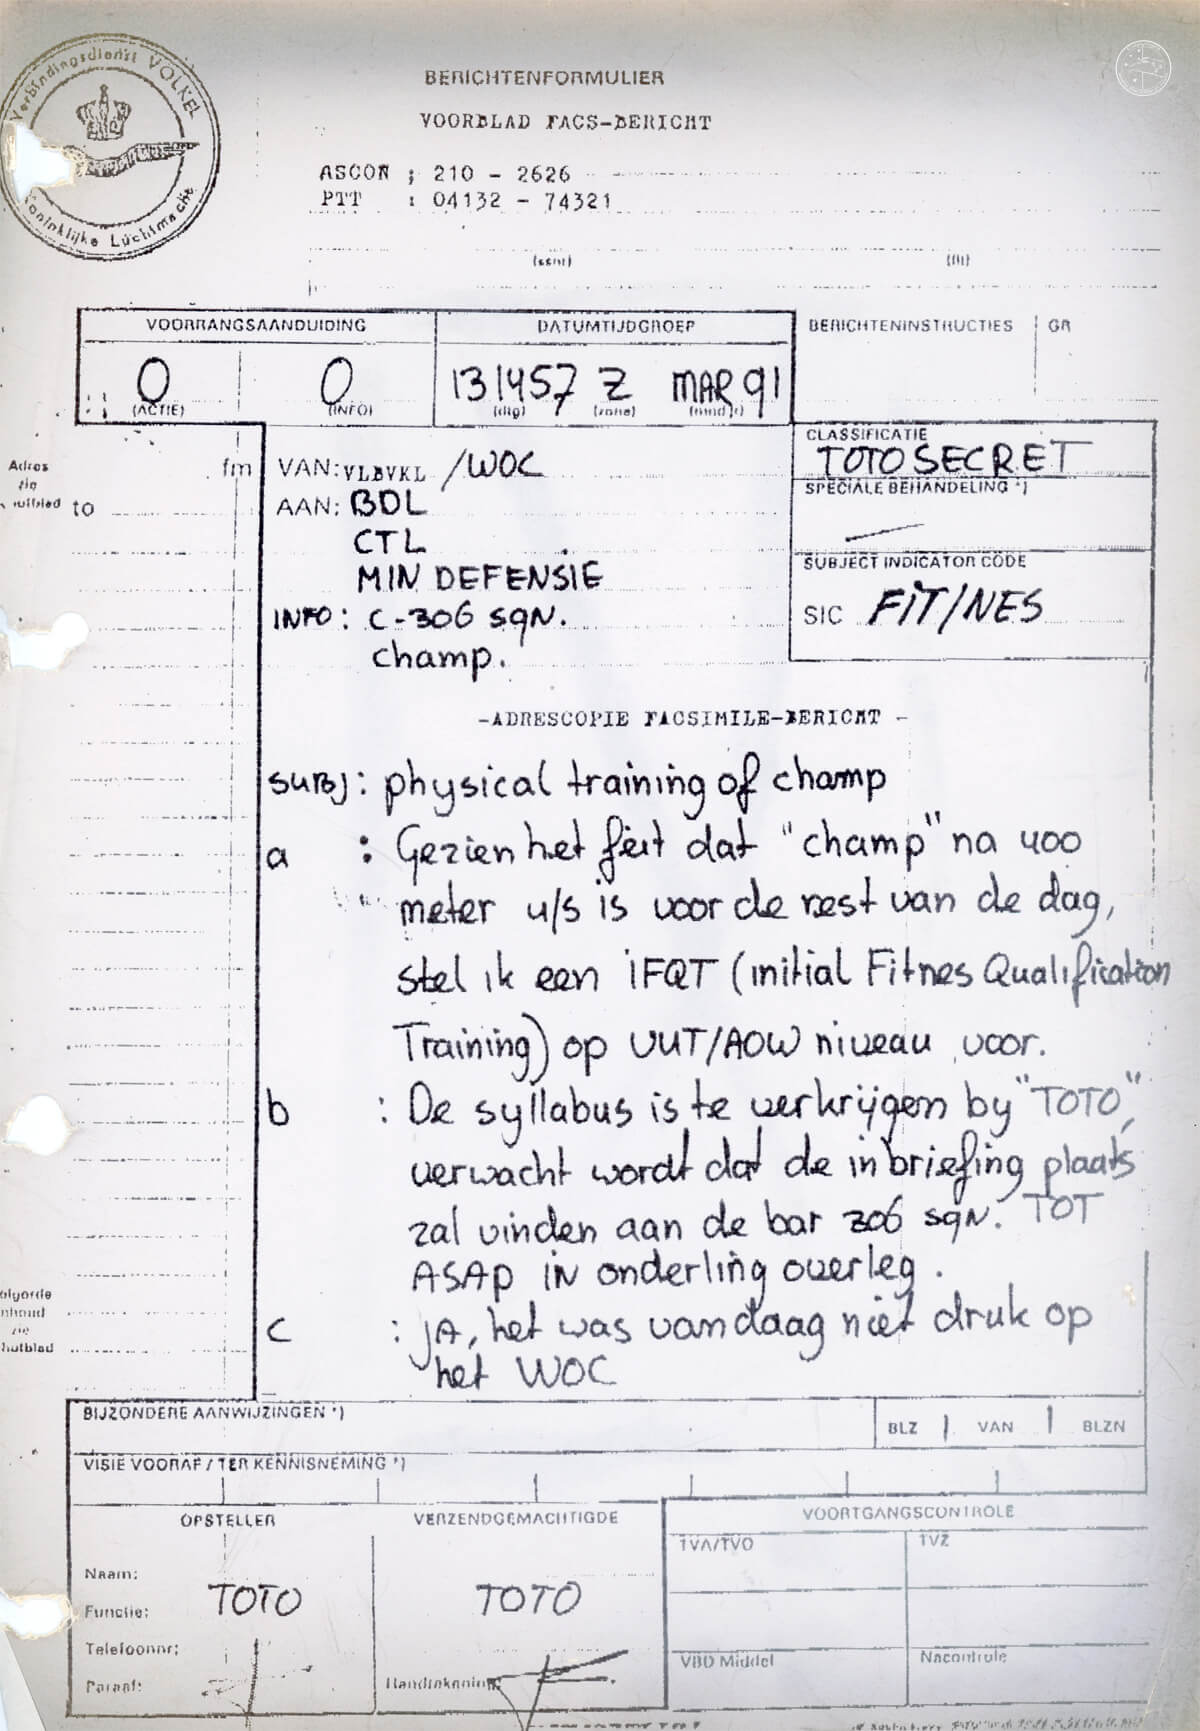 Verbindingsdienst VOLKEL
Koninklijke Luchtmacht
BERICHTENFORMULIER
VOORBLAD FACS-BERICHT
ASCON ; 210 - 2626
PTT : 04132 - 74321
VOORRANGSAANDUIDING
DATUMTIJDGROEP
BERICHTENINSTRUCTIES
GR
O
(ACTIE)
O
(INFO)
131457 Z MAR 91
(dtg) (zone)
CLASSIFICATIE
TOTO SECRET
SPECIALE BEHANDELING *)
SUBJECT INDICATOR CODE
SIC FIT/NES
Adres
zie
fm
to
VAN: VLBVKL /WOC
AAN: BDL
CTL
MIN DEFENSIE
INFO: C-306 SQN.
champ.
-ADRESCOPIE FACSIMILE-BERICHT -
SUBJ: physical training of champ
a : Gezien het feit dat "champ" na 400
meter u/s is voor de rest van de dag,
stel ik een IFQT (initial Fitnes Qualification
Training) op VUT/AOW niveau voor.
b : De syllabus is te verkrijgen by "TOTO",
verwacht wordt dat de inbriefing plaats
zal vinden aan de bar 306 sqn. TOT
ASAP IN onderling overleg.
c : JA, het was vandaag niet druk op
het WOC
zie
BIJZONDERE AANWIJZINGEN *)
BLZ
VAN
BLZN
VISIE VOORAF / TER KENNISNEMING *)
OPSTELLER
VERZENDGEMACHTIGDE
VOORTGANGSCONTROLE
TVA/TVO
TVZ
Naam:
Functie:
TOTO
TOTO
Telefoonnr:
Paraaf:
Handtekening
VBD Middel
Nacontrole